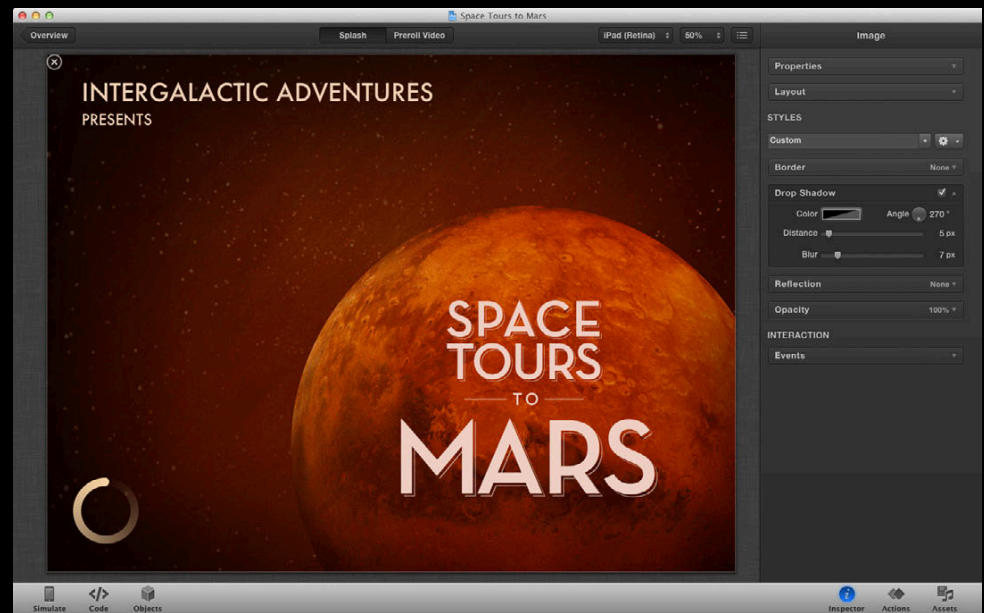 Space Tours to Mars
Overview
Splash
Preroll Video
iPad (Retina)
50%
Image
INTERGALACTIC ADVENTURES
PRESENTS
SPACE
TOURS
TO
MARS
Properties
Layout
STYLES
Custom
Border None
Drop Shadow
Color Angle 270°
Distance 5 px
Blur 7 px
Reflection None
Opacity 100%
INTERACTION
Events
Simulate
Code
Objects
Inspector
Actions
Assets